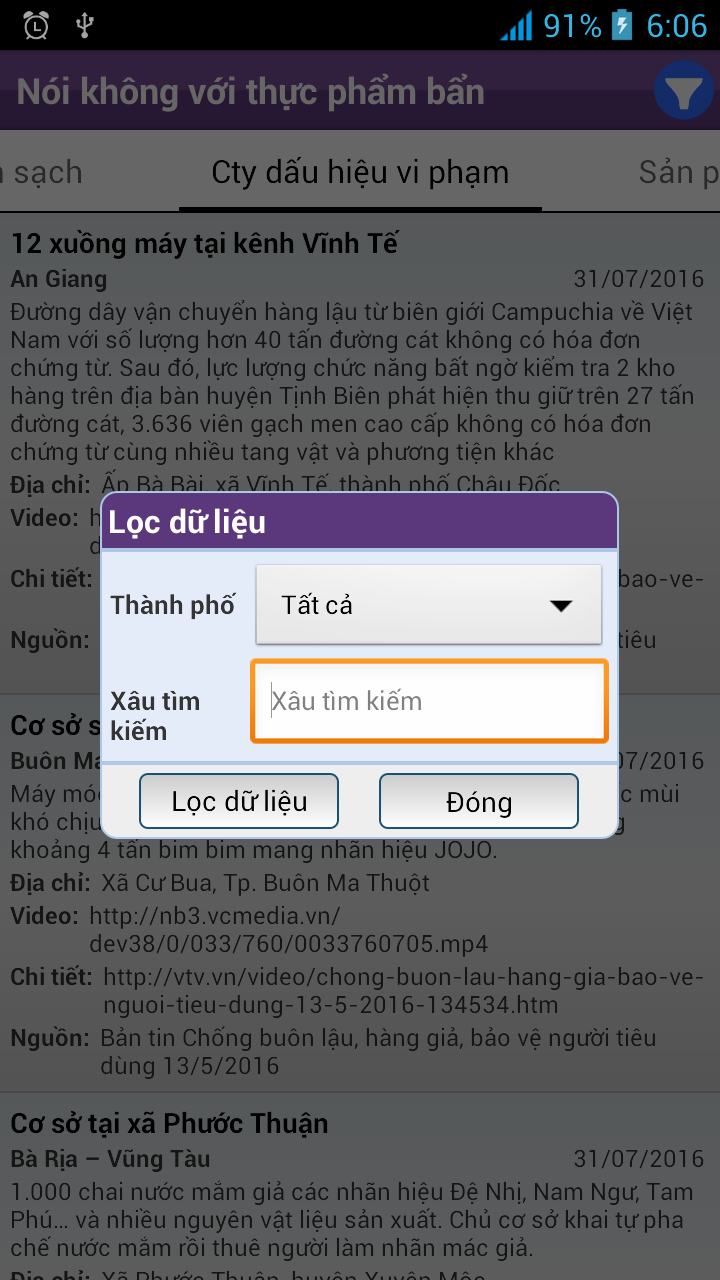 91% 6:06
Nói không với thực phẩm bẩn
sạch Cty dấu hiệu vi phạm Sản p
12 xuồng máy tại kênh Vĩnh Tế
An Giang 31/07/2016
Đường dây vận chuyển hàng lậu từ biên giới Campuchia về Việt
Nam với số lượng hơn 40 tấn đường cát không có hóa đơn
chứng từ. Sau đó, lực lượng chức năng bất ngờ kiểm tra 2 kho
hàng trên địa bàn huyện Tịnh Biên phát hiện thu giữ trên 27 tấn
đường cát, 3.636 viên gạch men cao cấp không có hóa đơn
chứng từ cùng nhiều tang vật và phương tiện khác
Địa chỉ: Ấp Bà Bài, xã Vĩnh Tế, thành phố Châu Đốc
Video: h
d
Chi tiết: bao-ve-
Nguồn: tiêu
Lọc dữ liệu
Thành phố Tất cả
Xâu tìm kiếm Xâu tìm kiếm
Lọc dữ liệu Đóng
Cơ sở s
Buôn Ma 07/2016
Máy mó c mùi
khó chịu g
khoảng 4 tấn bim bim mang nhãn hiệu JOJO.
Địa chỉ: Xã Cư Bua, Tp. Buôn Ma Thuột
Video: http://nb3.vcmedia.vn/
dev38/0/033/760/0033760705.mp4
Chi tiết: http://vtv.vn/video/chong-buon-lau-hang-gia-bao-ve-
nguoi-tieu-dung-13-5-2016-134534.htm
Nguồn: Bản tin Chống buôn lậu, hàng giả, bảo vệ người tiêu
dùng 13/5/2016
Cơ sở tại xã Phước Thuận
Bà Rịa – Vũng Tàu 31/07/2016
1.000 chai nước mắm giả các nhãn hiệu Đệ Nhị, Nam Ngư, Tam
Phú... và nhiều nguyên vật liệu sản xuất. Chủ cơ sở khai tự pha
chế nước mắm rồi thuê người làm nhãn mác giả.
Địa chỉ: Xã Phước Thuận, huyện Xuyên Mộc